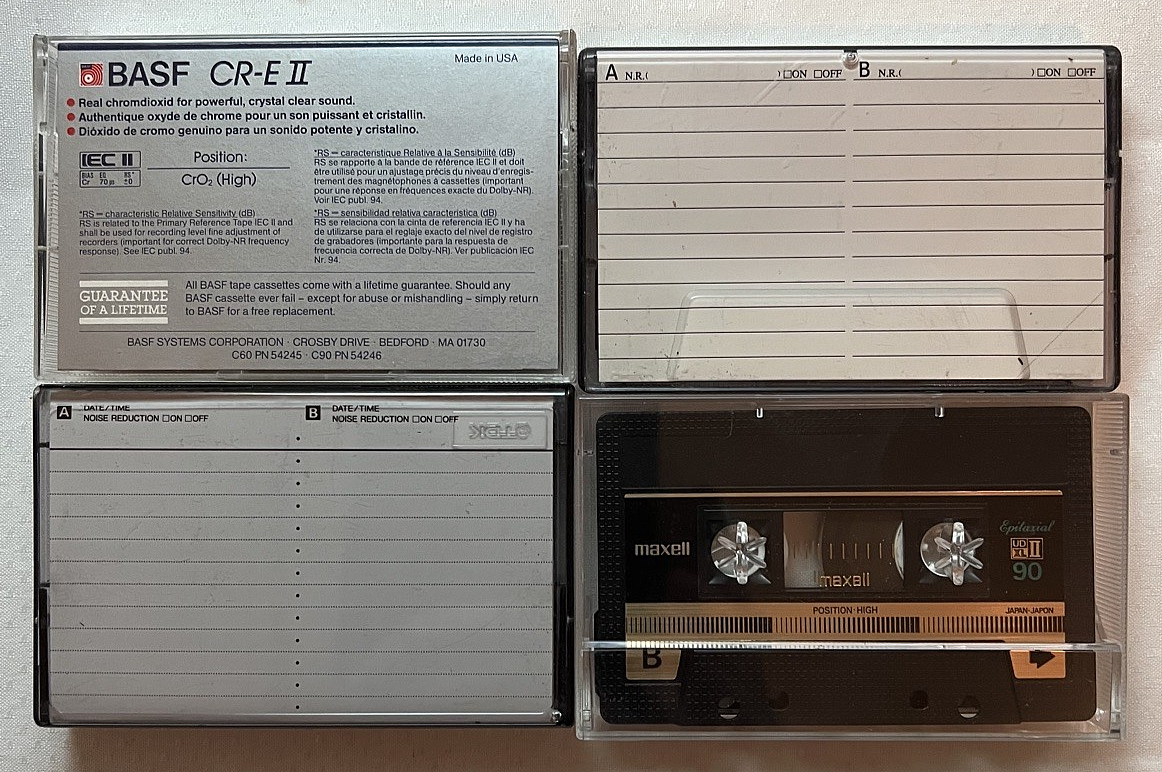 BASF CR-E II
Made in USA
Real chromdioxid for powerful, crystal clear sound.
Authentique oxyde de chrome pour un son puissant et cristallin.
Dióxido de cromo genuino para un sonido potente y cristalino.
IEC II
BIAS EQ RS*
Cr 70 µs ±0
Position:
CrO₂ (High)
*RS = characteristic Relative Sensitivity (dB)
RS is related to the Primary Reference Tape IEC II and
shall be used for recording level fine adjustment of
recorders (important for correct Dolby-NR frequency
response). See IEC publ. 94.
*RS = caractéristique Relative à la Sensibilité (dB)
RS se rapporte à la bande de référence IEC II et doit
être utilisé pour un ajustage précis du niveau d'enregis-
trement des magnétophones à cassettes (important
pour une réponse en fréquences exacte du Dolby-NR).
Voir IEC publ. 94.
*RS = sensibilidad relativa característica (dB)
RS se relaciona con la cinta de referencia IEC II y ha
de utilizarse para el reglaje exacto del nivel de registro
de grabadores (importante para la respuesta de
frecuencia correcta de Dolby-NR). Ver publicación IEC
Nr. 94.
GUARANTEE
OF A LIFETIME
All BASF tape cassettes come with a lifetime guarantee. Should any
BASF cassette ever fail – except for abuse or mishandling – simply return
to BASF for a free replacement.
BASF SYSTEMS CORPORATION · CROSBY DRIVE · BEDFORD · MA 01730
C60 PN 54245 · C90 PN 54246
A N.R.( ) □ON □OFF
B N.R.( ) □ON □OFF
A DATE/TIME
NOISE REDUCTION □ON □OFF
B DATE/TIME
NOISE REDUCTION □ON □OFF
TDK
maxell
maxell
Epitaxial
UD
XL II
90
POSITION·HIGH
JAPAN·JAPON
B